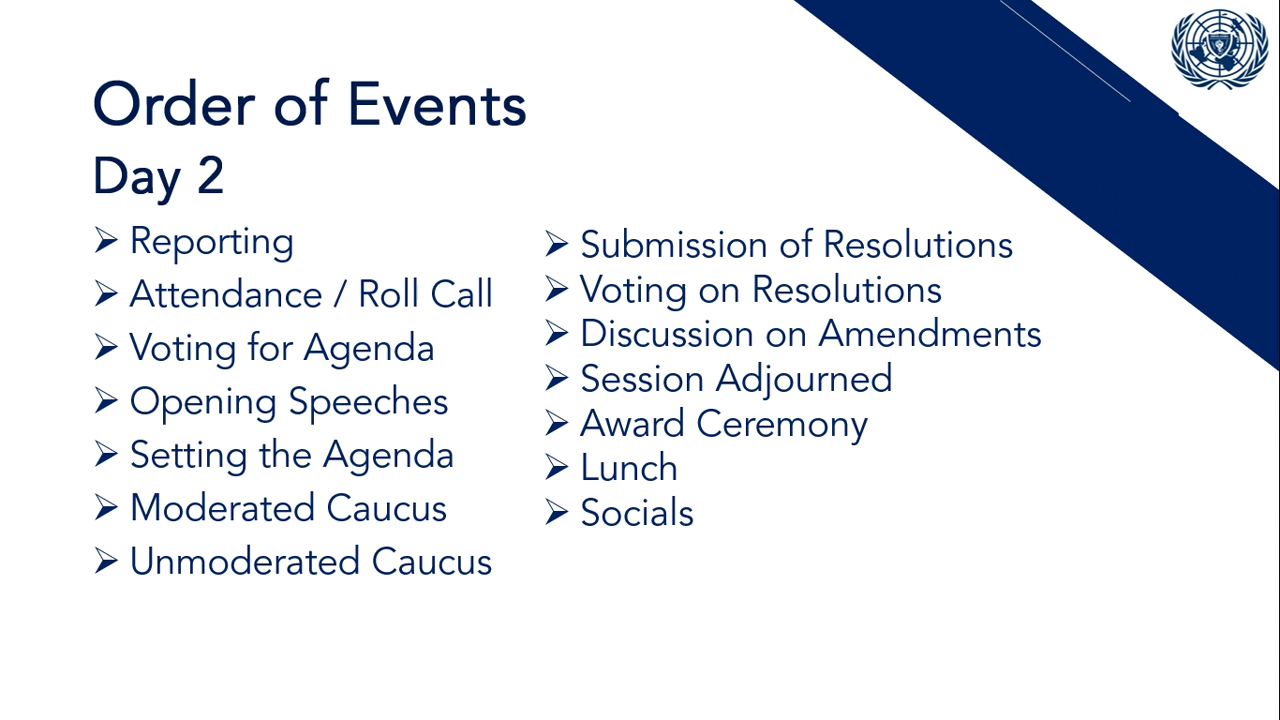 Order of Events
Day 2
➢ Reporting
➢ Attendance / Roll Call
➢ Voting for Agenda
➢ Opening Speeches
➢ Setting the Agenda
➢ Moderated Caucus
➢ Unmoderated Caucus
➢ Submission of Resolutions
➢ Voting on Resolutions
➢ Discussion on Amendments
➢ Session Adjourned
➢ Award Ceremony
➢ Lunch
➢ Socials